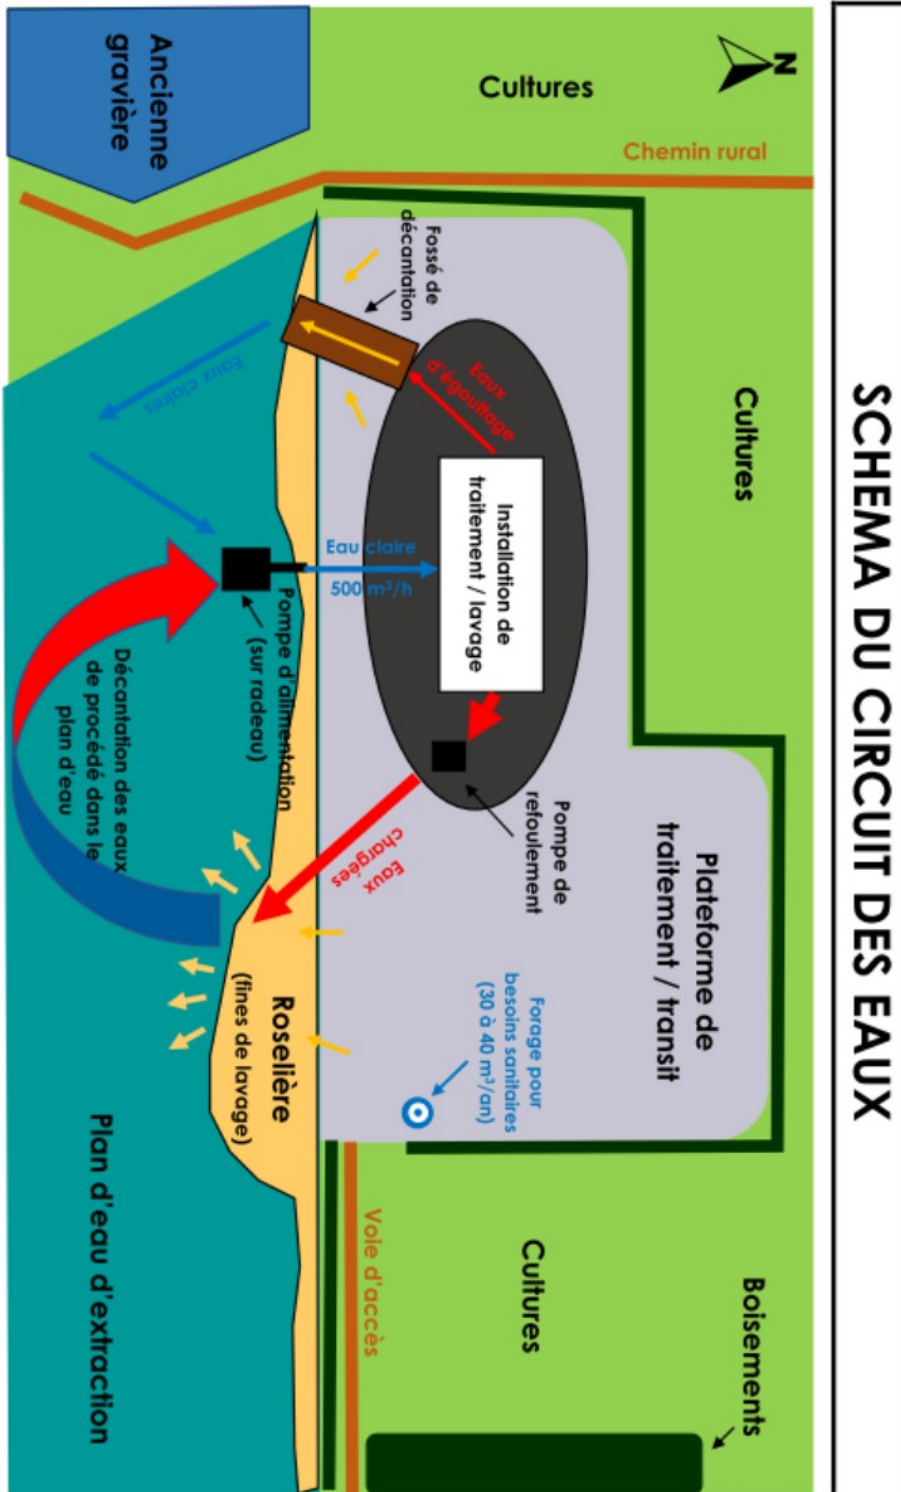 SCHEMA DU CIRCUIT DES EAUX
N
Cultures
Chemin rural
Ancienne
gravière
Cultures
Fossé de
décantation
Eaux
d'égouttage
Eaux claires
Installation de
traitement / lavage
Eau claire
500 m³/h
Pompe d'alimentation
(sur radeau)
Décantation des eaux
de procédé dans le
plan d'eau
Pompe de
refoulement
Eaux
chargées
Plateforme de
traitement / transit
Forage pour
besoins sanitaires
(30 à 40 m³/an)
Roselière
(fines de lavage)
Plan d'eau d'extraction
Voie d'accès
Cultures
Boisements